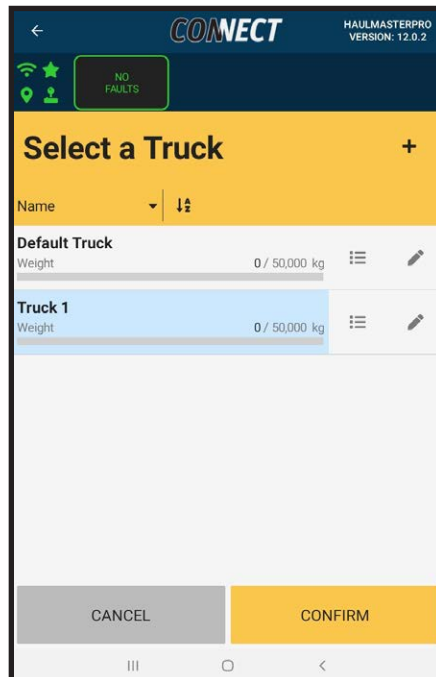 CONNECT
HAULMASTERPRO
VERSION: 12.0.2
NO
FAULTS
Select a Truck
+
Name
Default Truck
Weight 0 / 50,000 kg
Truck 1
Weight 0 / 50,000 kg
CANCEL CONFIRM